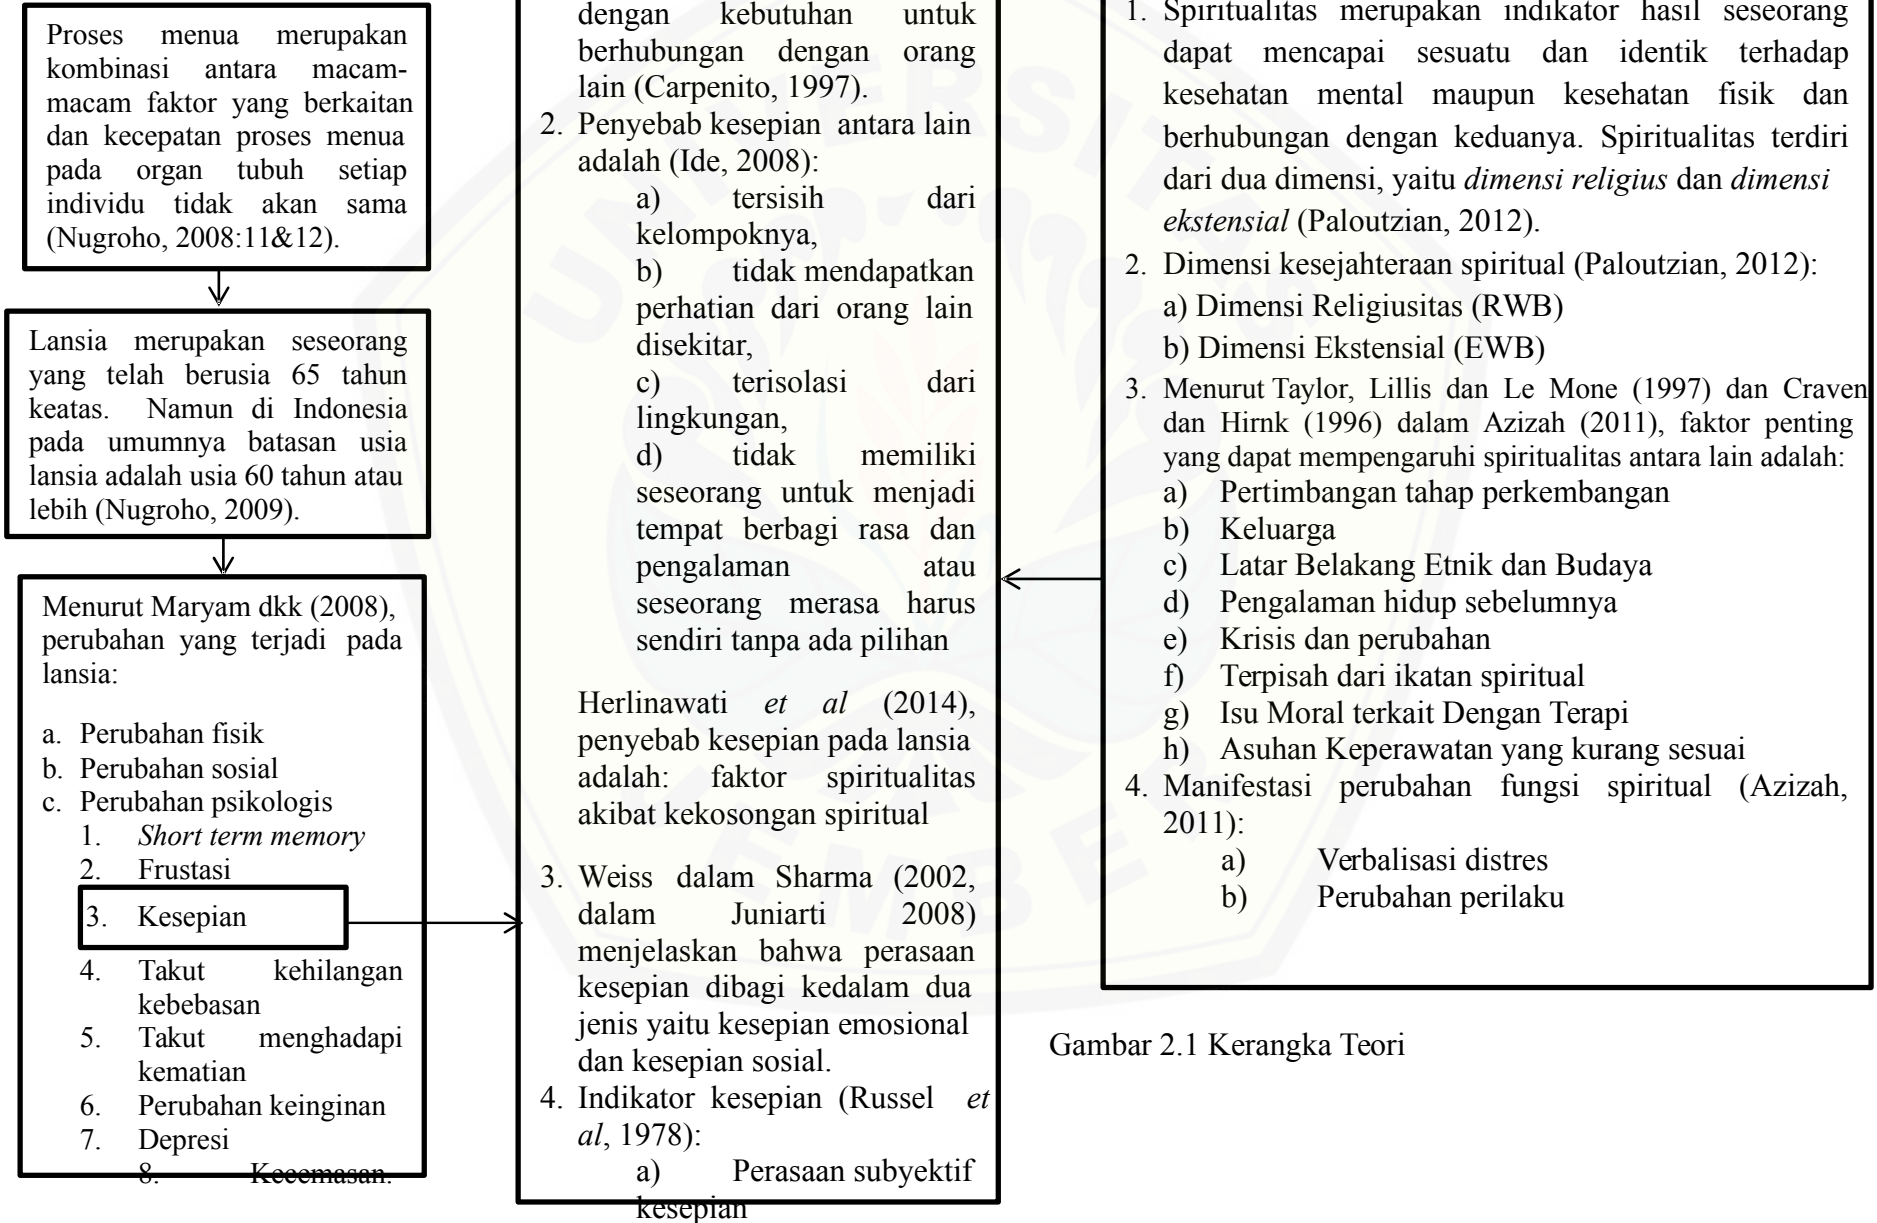 Proses menua merupakan
kombinasi antara macam-
macam faktor yang berkaitan
dan kecepatan proses menua
pada organ tubuh setiap
individu tidak akan sama
(Nugroho, 2008:11&12).
Lansia merupakan seseorang
yang telah berusia 65 tahun
keatas. Namun di Indonesia
pada umumnya batasan usia
lansia adalah usia 60 tahun atau
lebih (Nugroho, 2009).
Menurut Maryam dkk (2008),
perubahan yang terjadi pada
lansia:
a. Perubahan fisik
b. Perubahan sosial
c. Perubahan psikologis
1. Short term memory
2. Frustasi
3. Kesepian
4. Takut kehilangan
kebebasan
5. Takut menghadapi
kematian
6. Perubahan keinginan
7. Depresi
8. Kecemasan.
dengan kebutuhan untuk
berhubungan dengan orang
lain (Carpenito, 1997).
2. Penyebab kesepian antara lain
adalah (Ide, 2008):
a) tersisih dari
kelompoknya,
b) tidak mendapatkan
perhatian dari orang lain
disekitar,
c) terisolasi dari
lingkungan,
d) tidak memiliki
seseorang untuk menjadi
tempat berbagi rasa dan
pengalaman atau
seseorang merasa harus
sendiri tanpa ada pilihan
Herlinawati et al (2014),
penyebab kesepian pada lansia
adalah: faktor spiritualitas
akibat kekosongan spiritual
3. Weiss dalam Sharma (2002,
dalam Juniarti 2008)
menjelaskan bahwa perasaan
kesepian dibagi kedalam dua
jenis yaitu kesepian emosional
dan kesepian sosial.
4. Indikator kesepian (Russel et
al, 1978):
a) Perasaan subyektif
kesepian
1. Spiritualitas merupakan indikator hasil seseorang
dapat mencapai sesuatu dan identik terhadap
kesehatan mental maupun kesehatan fisik dan
berhubungan dengan keduanya. Spiritualitas terdiri
dari dua dimensi, yaitu dimensi religius dan dimensi
ekstensial (Paloutzian, 2012).
2. Dimensi kesejahteraan spiritual (Paloutzian, 2012):
a) Dimensi Religiusitas (RWB)
b) Dimensi Ekstensial (EWB)
3. Menurut Taylor, Lillis dan Le Mone (1997) dan Craven
dan Hirnk (1996) dalam Azizah (2011), faktor penting
yang dapat mempengaruhi spiritualitas antara lain adalah:
a) Pertimbangan tahap perkembangan
b) Keluarga
c) Latar Belakang Etnik dan Budaya
d) Pengalaman hidup sebelumnya
e) Krisis dan perubahan
f) Terpisah dari ikatan spiritual
g) Isu Moral terkait Dengan Terapi
h) Asuhan Keperawatan yang kurang sesuai
4. Manifestasi perubahan fungsi spiritual (Azizah,
2011):
a) Verbalisasi distres
b) Perubahan perilaku
Gambar 2.1 Kerangka Teori
UNIVERSITAS
JEMBER